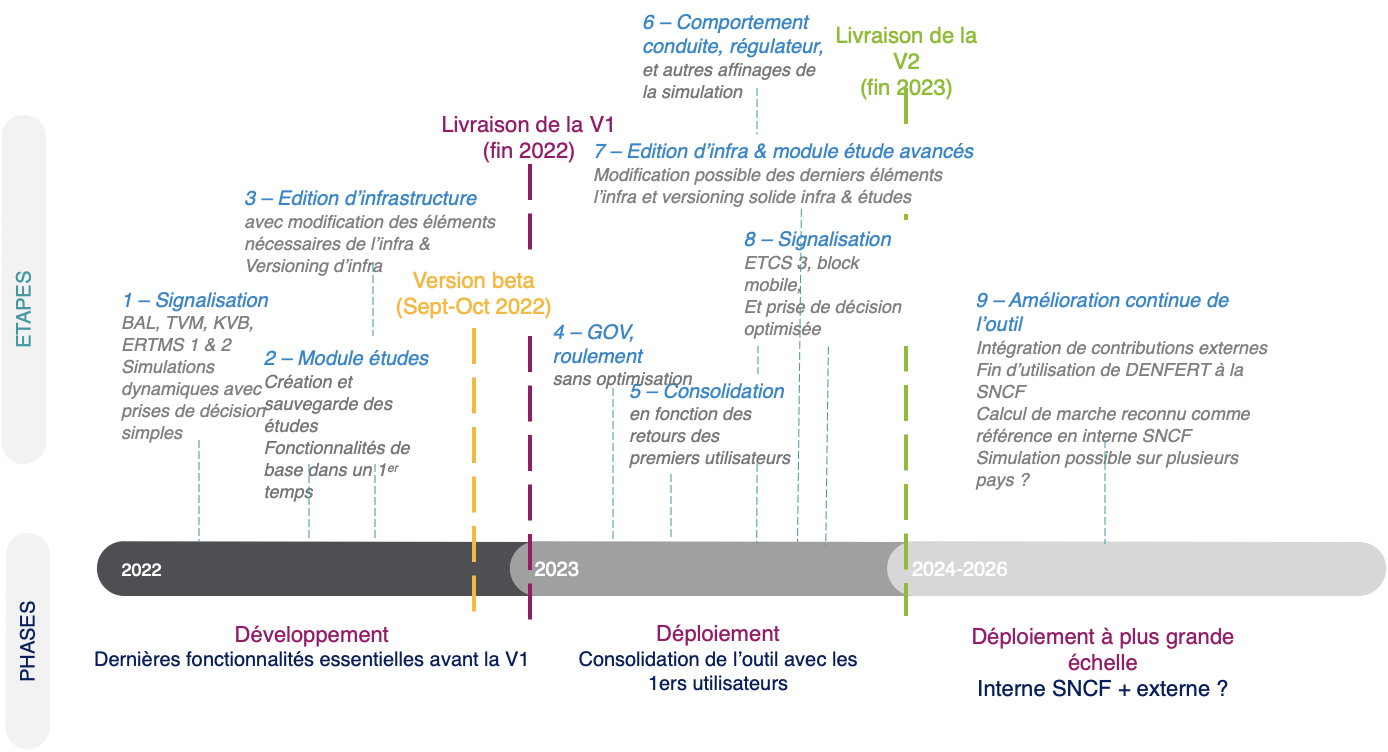 ETAPES
1 – Signalisation
BAL, TVM, KVB,
ERTMS 1 & 2
Simulations
dynamiques avec
prises de décision
simples
2 – Module études
Création et
sauvegarde des
études
Fonctionnalités de
base dans un 1er
temps
3 – Edition d’infrastructure
avec modification des éléments
nécessaires de l’infra &
Versioning d’infra
Version beta
(Sept-Oct 2022)
Livraison de la V1
(fin 2022)
4 – GOV,
roulement
sans optimisation
5 – Consolidation
en fonction des
retours des
premiers utilisateurs
6 – Comportement
conduite, régulateur,
et autres affinages de
la simulation
7 – Edition d’infra & module étude avancés
Modification possible des derniers éléments
l’infra et versioning solide infra & études
8 – Signalisation
ETCS 3, block
mobile,
Et prise de décision
optimisée
Livraison de la
V2
(fin 2023)
9 – Amélioration continue de
l’outil
Intégration de contributions externes
Fin d’utilisation de DENFERT à la
SNCF
Calcul de marche reconnu comme
référence en interne SNCF
Simulation possible sur plusieurs
pays ?
2022
2023
2024-2026
PHASES
Développement
Dernières fonctionnalités essentielles avant la V1
Déploiement
Consolidation de l’outil avec les
1ers utilisateurs
Déploiement à plus grande
échelle
Interne SNCF + externe ?